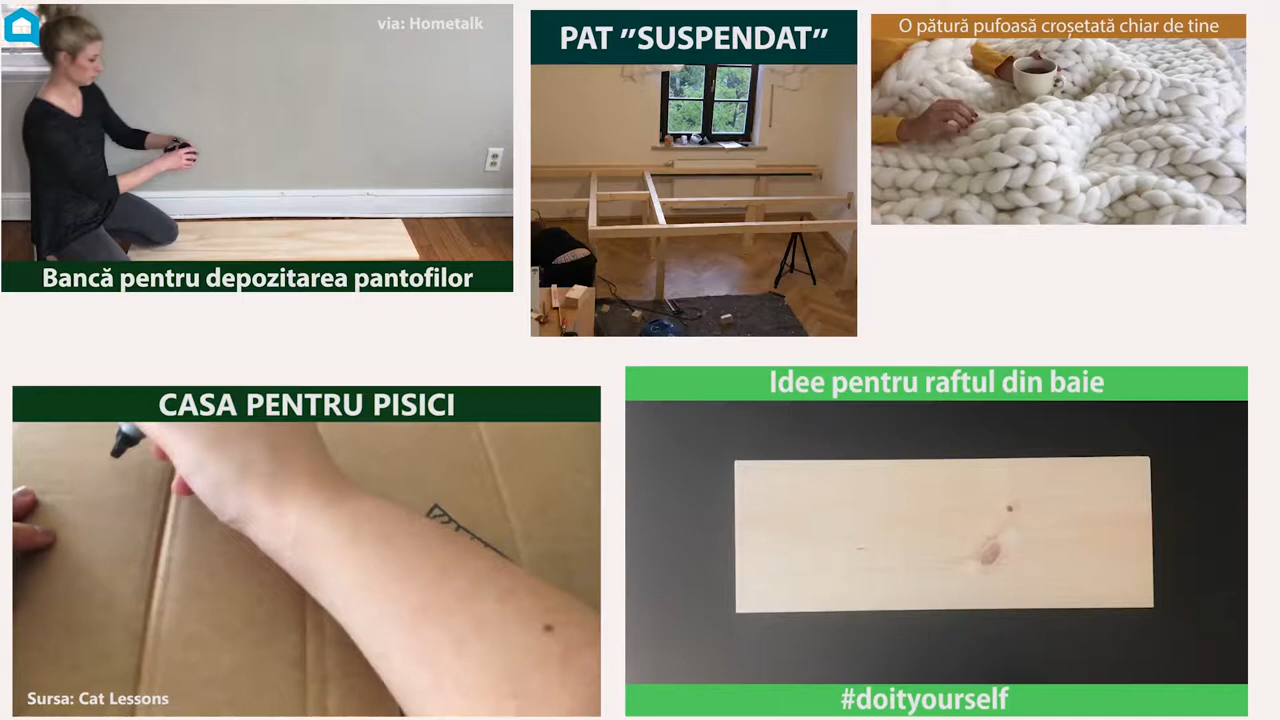 via: Hometalk
Bancă pentru depozitarea pantofilor
PAT ”SUSPENDAT”
O pătură pufoasă croșetată chiar de tine
CASA PENTRU PISICI
Sursa: Cat Lessons
Idee pentru raftul din baie
#doityourself